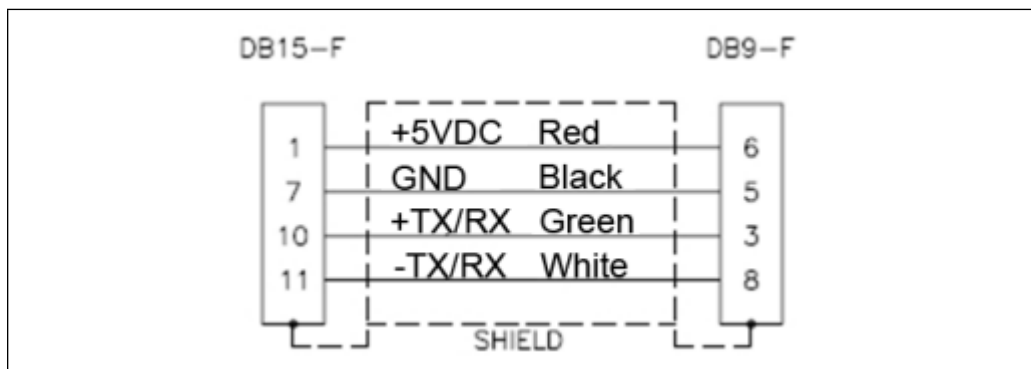 DB15-F DB9-F
1 +5VDC Red 6
7 GND Black 5
10 +TX/RX Green 3
11 -TX/RX White 8
SHIELD